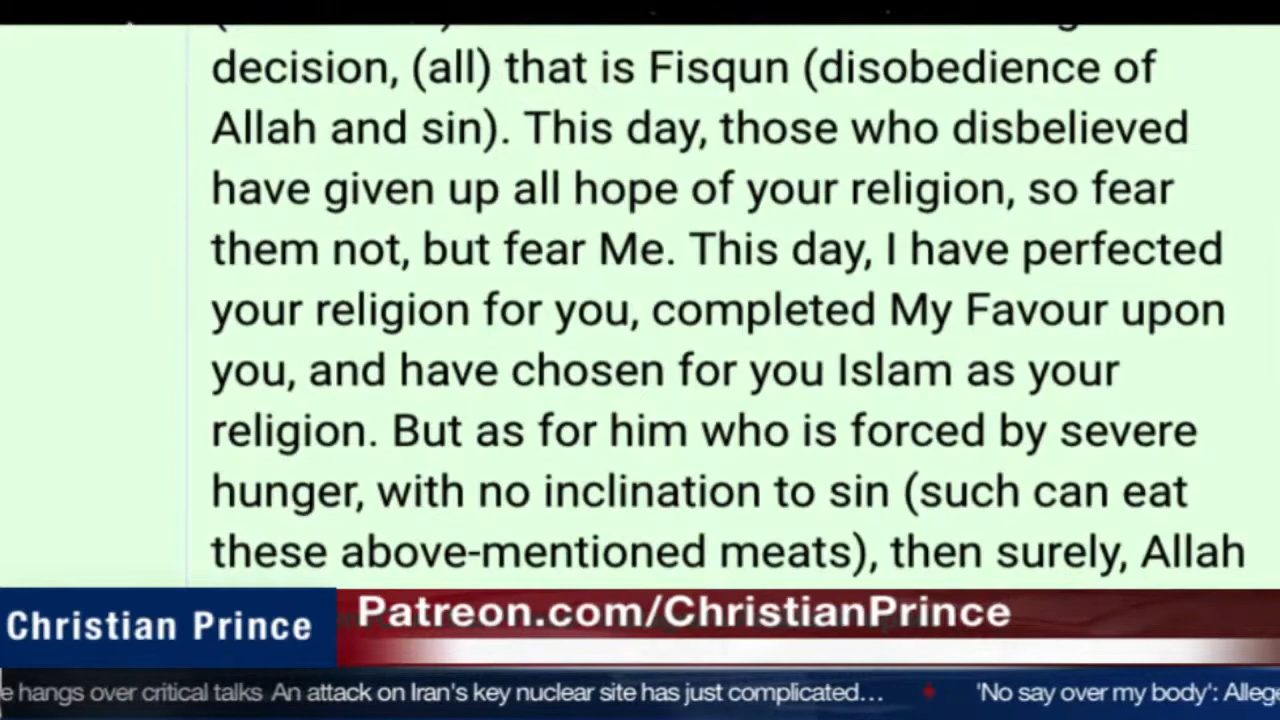 decision, (all) that is Fisqun (disobedience of
Allah and sin). This day, those who disbelieved
have given up all hope of your religion, so fear
them not, but fear Me. This day, I have perfected
your religion for you, completed My Favour upon
you, and have chosen for you Islam as your
religion. But as for him who is forced by severe
hunger, with no inclination to sin (such can eat
these above-mentioned meats), then surely, Allah
Christian Prince
Patreon.com/ChristianPrince
e hangs over critical talks An attack on Iran's key nuclear site has just complicated... 'No say over my body': Allege